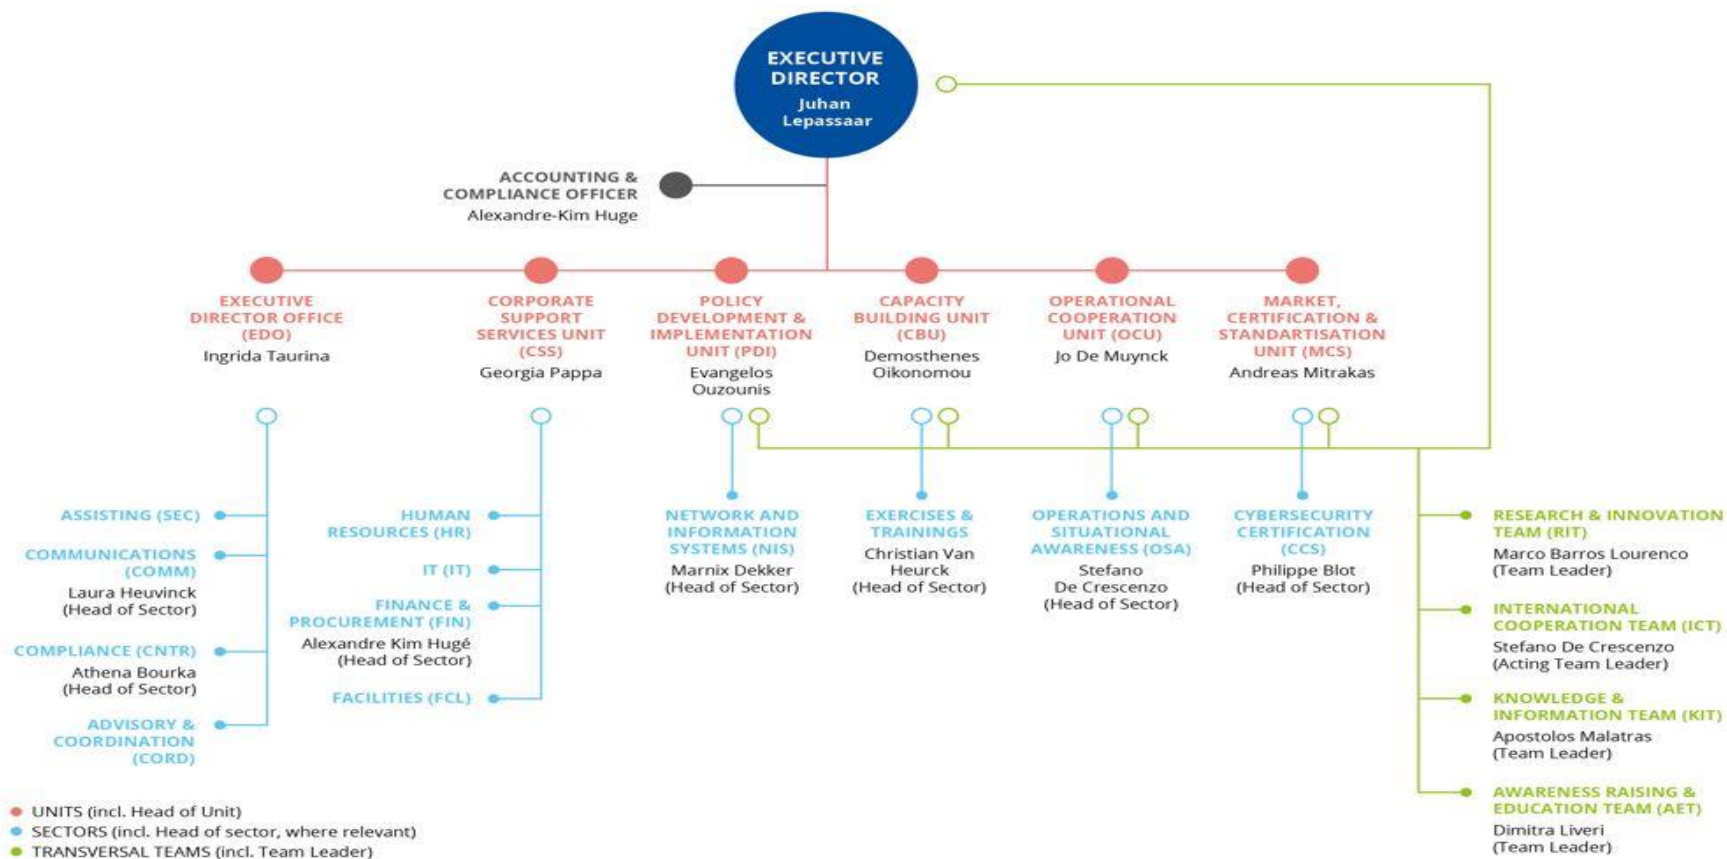 EXECUTIVE
DIRECTOR
Juhan
Lepassaar
ACCOUNTING &
COMPLIANCE OFFICER
Alexandre-Kim Huge
EXECUTIVE
DIRECTOR OFFICE
(EDO)
Ingrida Taurina
CORPORATE
SUPPORT
SERVICES UNIT
(CSS)
Georgia Pappa
POLICY
DEVELOPMENT &
IMPLEMENTATION
UNIT (PDI)
Evangelos
Ouzounis
CAPACITY
BUILDING UNIT
(CBU)
Demosthenes
Oikonomou
OPERATIONAL
COOPERATION
UNIT (OCU)
Jo De Muynck
MARKET,
CERTIFICATION &
STANDARTISATION
UNIT (MCS)
Andreas Mitrakas
ASSISTING (SEC)
COMMUNICATIONS
(COMM)
Laura Heuvinck
(Head of Sector)
COMPLIANCE (CNTR)
Athena Bourka
(Head of Sector)
ADVISORY &
COORDINATION
(CORD)
HUMAN
RESOURCES (HR)
IT (IT)
FINANCE &
PROCUREMENT (FIN)
Alexandre Kim Hugé
(Head of Sector)
FACILITIES (FCL)
NETWORK AND
INFORMATION
SYSTEMS (NIS)
Marnix Dekker
(Head of Sector)
EXERCISES &
TRAININGS
Christian Van
Heurck
(Head of Sector)
OPERATIONS AND
SITUATIONAL
AWARENESS (OSA)
Stefano
De Crescenzo
(Head of Sector)
CYBERSECURITY
CERTIFICATION
(CCS)
Philippe Blot
(Head of Sector)
RESEARCH & INNOVATION
TEAM (RIT)
Marco Barros Lourenco
(Team Leader)
INTERNATIONAL
COOPERATION TEAM (ICT)
Stefano De Crescenzo
(Acting Team Leader)
KNOWLEDGE &
INFORMATION TEAM (KIT)
Apostolos Malatras
(Team Leader)
AWARENESS RAISING &
EDUCATION TEAM (AET)
Dimitra Liveri
(Team Leader)
UNITS (incl. Head of Unit)
SECTORS (incl. Head of sector, where relevant)
TRANSVERSAL TEAMS (incl. Team Leader)